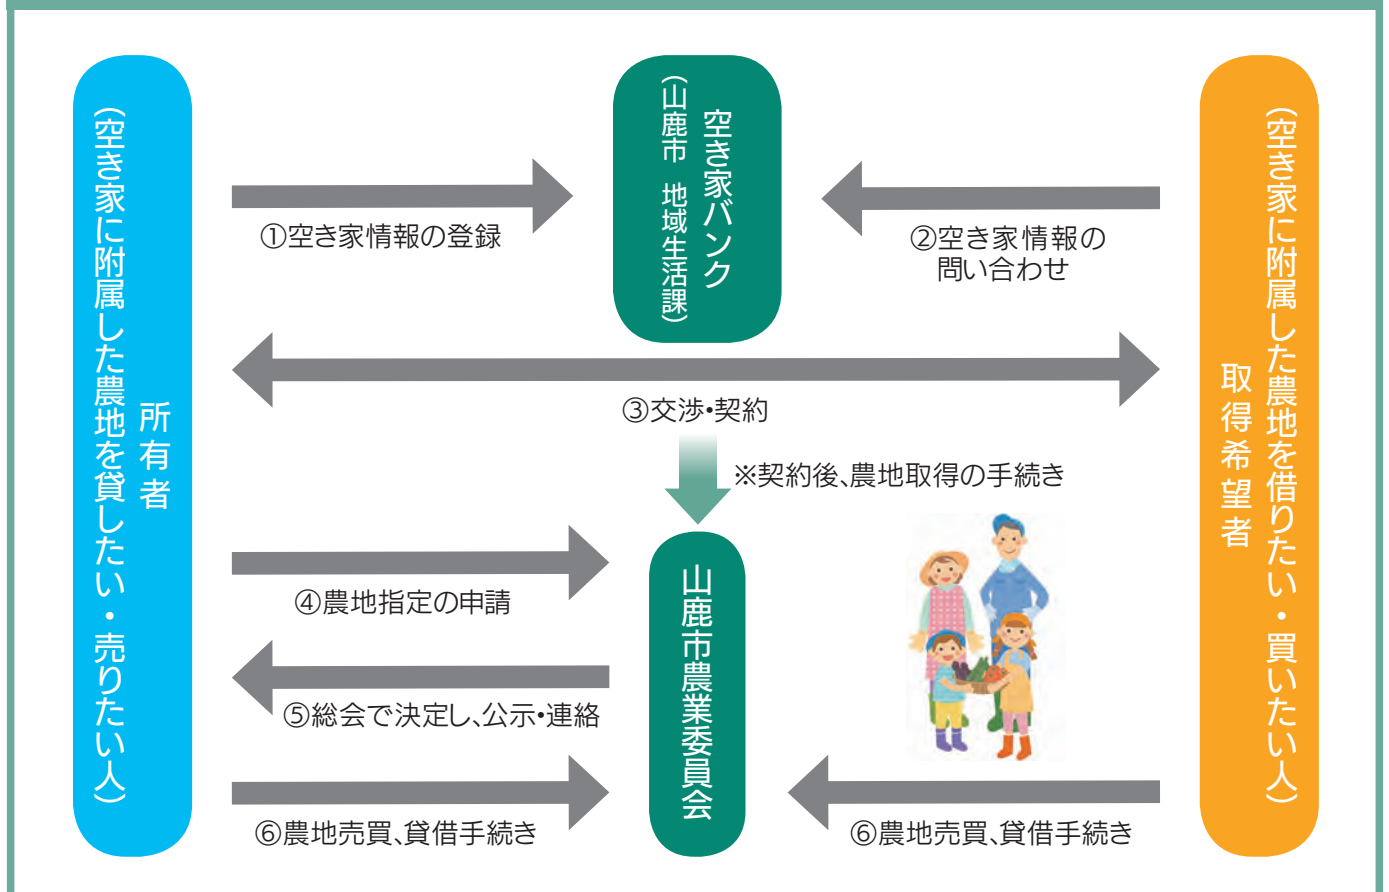 所有者
(空き家に附属した農地を貸したい・売りたい人)
空き家バンク
(山鹿市 地域生活課)
取得希望者
(空き家に附属した農地を借りたい・買いたい人)
①空き家情報の登録
②空き家情報の
問い合わせ
③交渉・契約
※契約後、農地取得の手続き
山鹿市農業委員会
④農地指定の申請
⑤総会で決定し、公示・連絡
⑥農地売買、貸借手続き
⑥農地売買、貸借手続き